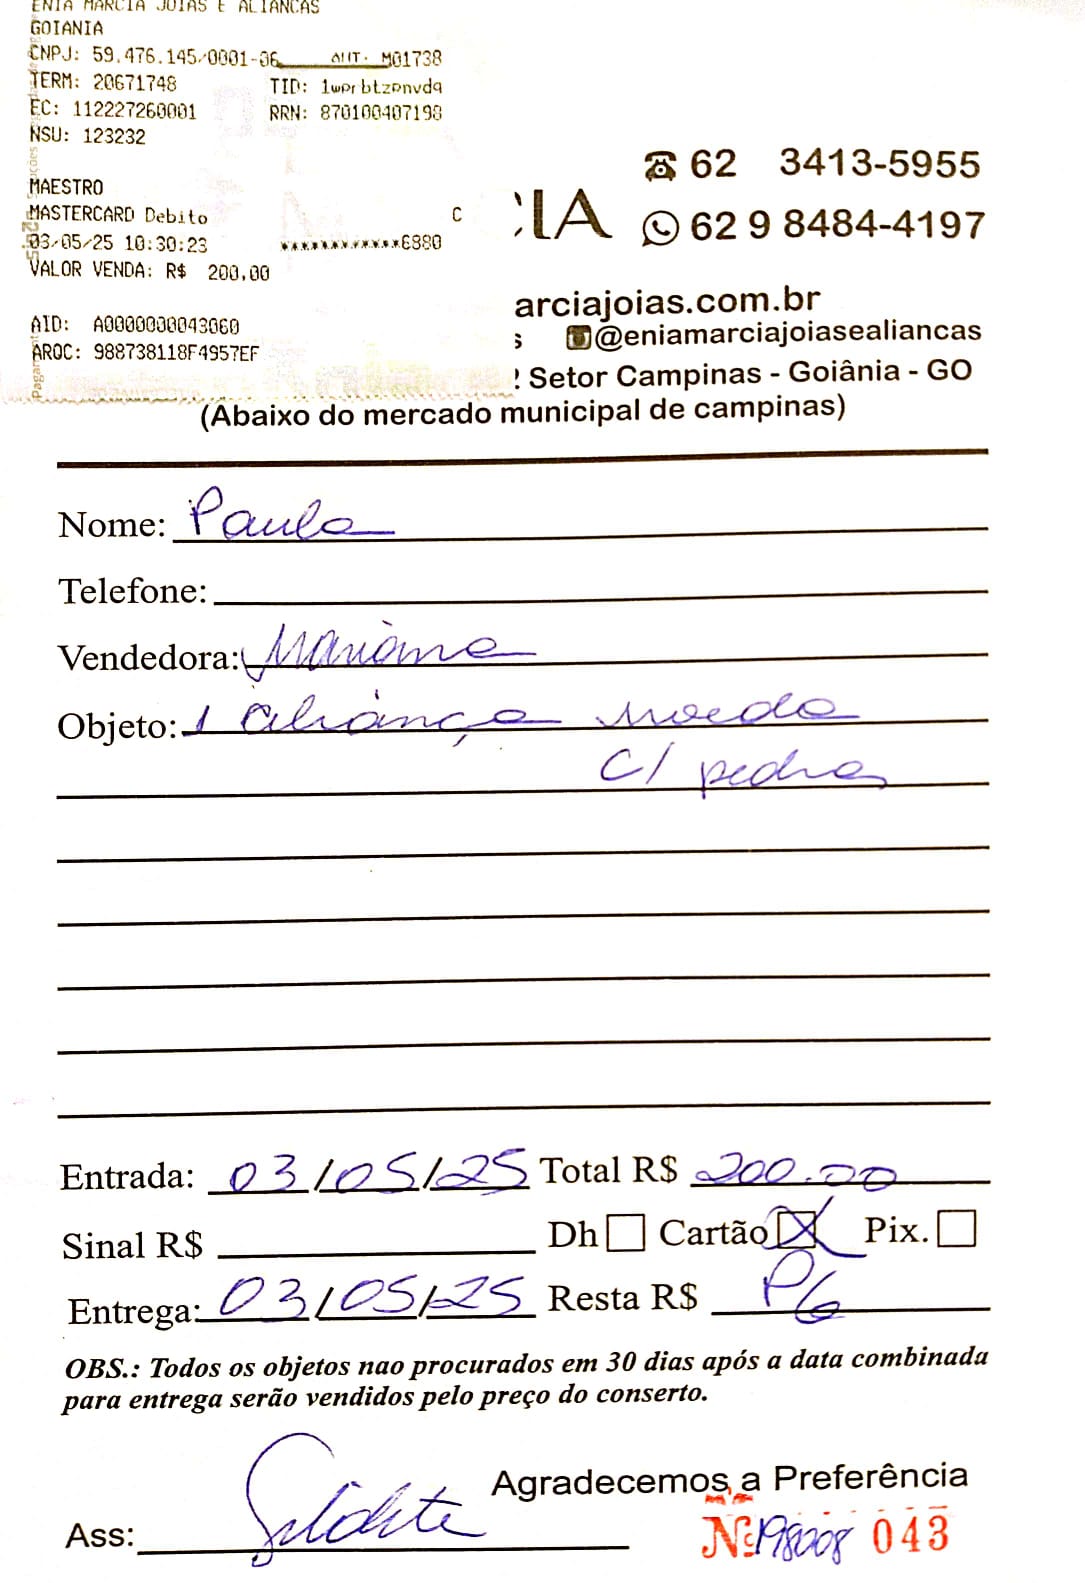 ENIA MARCIA JOIAS E ALIANCAS
GOIANIA
CNPJ: 59.476.145/0001-06 AUT: M01738
TERM: 20671748 TID: 1wprbtzpnvdq
EC: 112227260001 RRN: 870100407190
NSU: 123232
MAESTRO
MASTERCARD Debito C
03/05/25 10:30:23 ************6880
VALOR VENDA: R$ 200,00
AID: A0000000043060
AROC: 988738118F4957EF
62 3413-5955
CIA 62 9 8484-4197
arciajoias.com.br
s @eniamarciajoiasealiancas
Setor Campinas - Goiânia - GO
(Abaixo do mercado municipal de campinas)
Nome: Paula
Telefone:
Vendedora: Mariana
Objeto: 1 Aliança moeda
c/ pedra
Entrada: 03/05/25 Total R$ 200.00
Sinal R$ Dh Cartão X Pix.
Entrega: 03/05/25 Resta R$ PG
OBS.: Todos os objetos nao procurados em 30 dias após a data combinada
para entrega serão vendidos pelo preço do conserto.
Agradecemos a Preferência
Ass:
Nº 043